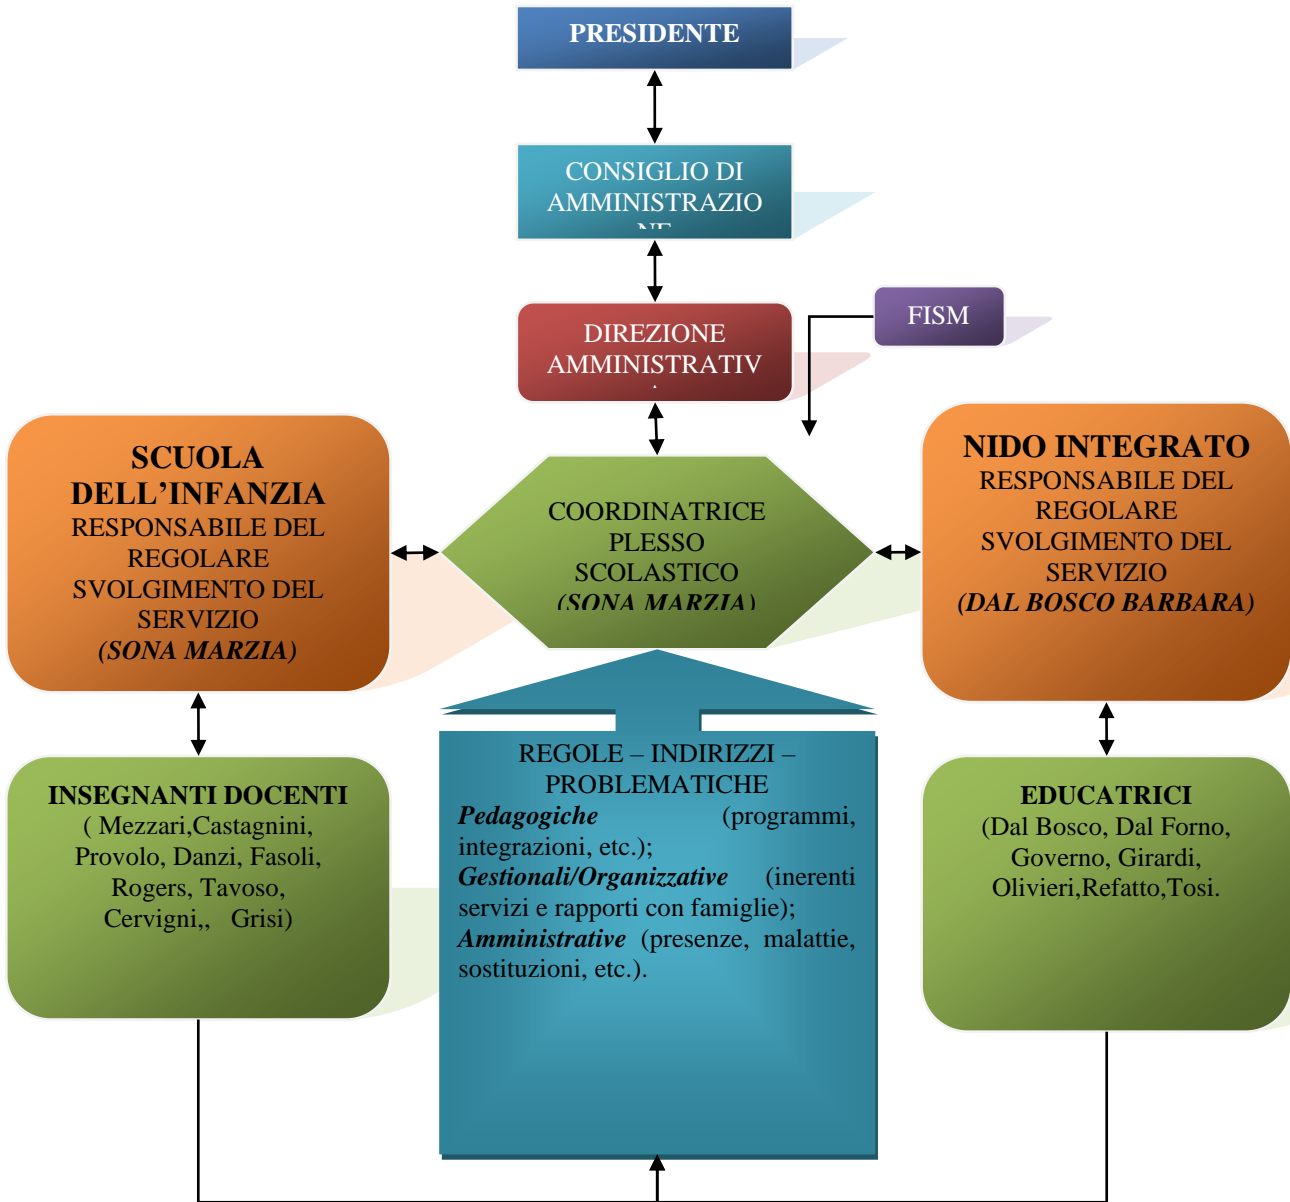 PRESIDENTE
CONSIGLIO DI
AMMINISTRAZIO
NE
DIREZIONE
AMMINISTRATIV
FISM
SCUOLA
DELL’INFANZIA
RESPONSABILE DEL
REGOLARE
SVOLGIMENTO DEL
SERVIZIO
(SONA MARZIA)
COORDINATRICE
PLESSO
SCOLASTICO
(SONA MARZIA)
NIDO INTEGRATO
RESPONSABILE DEL
REGOLARE
SVOLGIMENTO DEL
SERVIZIO
(DAL BOSCO BARBARA)
INSEGNANTI DOCENTI
( Mezzari,Castagnini,
Provolo, Danzi, Fasoli,
Rogers, Tavoso,
Cervigni,, Grisi)
REGOLE – INDIRIZZI –
PROBLEMATICHE
Pedagogiche (programmi,
integrazioni, etc.);
Gestionali/Organizzative (inerenti
servizi e rapporti con famiglie);
Amministrative (presenze, malattie,
sostituzioni, etc.).
EDUCATRICI
(Dal Bosco, Dal Forno,
Governo, Girardi,
Olivieri,Refatto,Tosi.